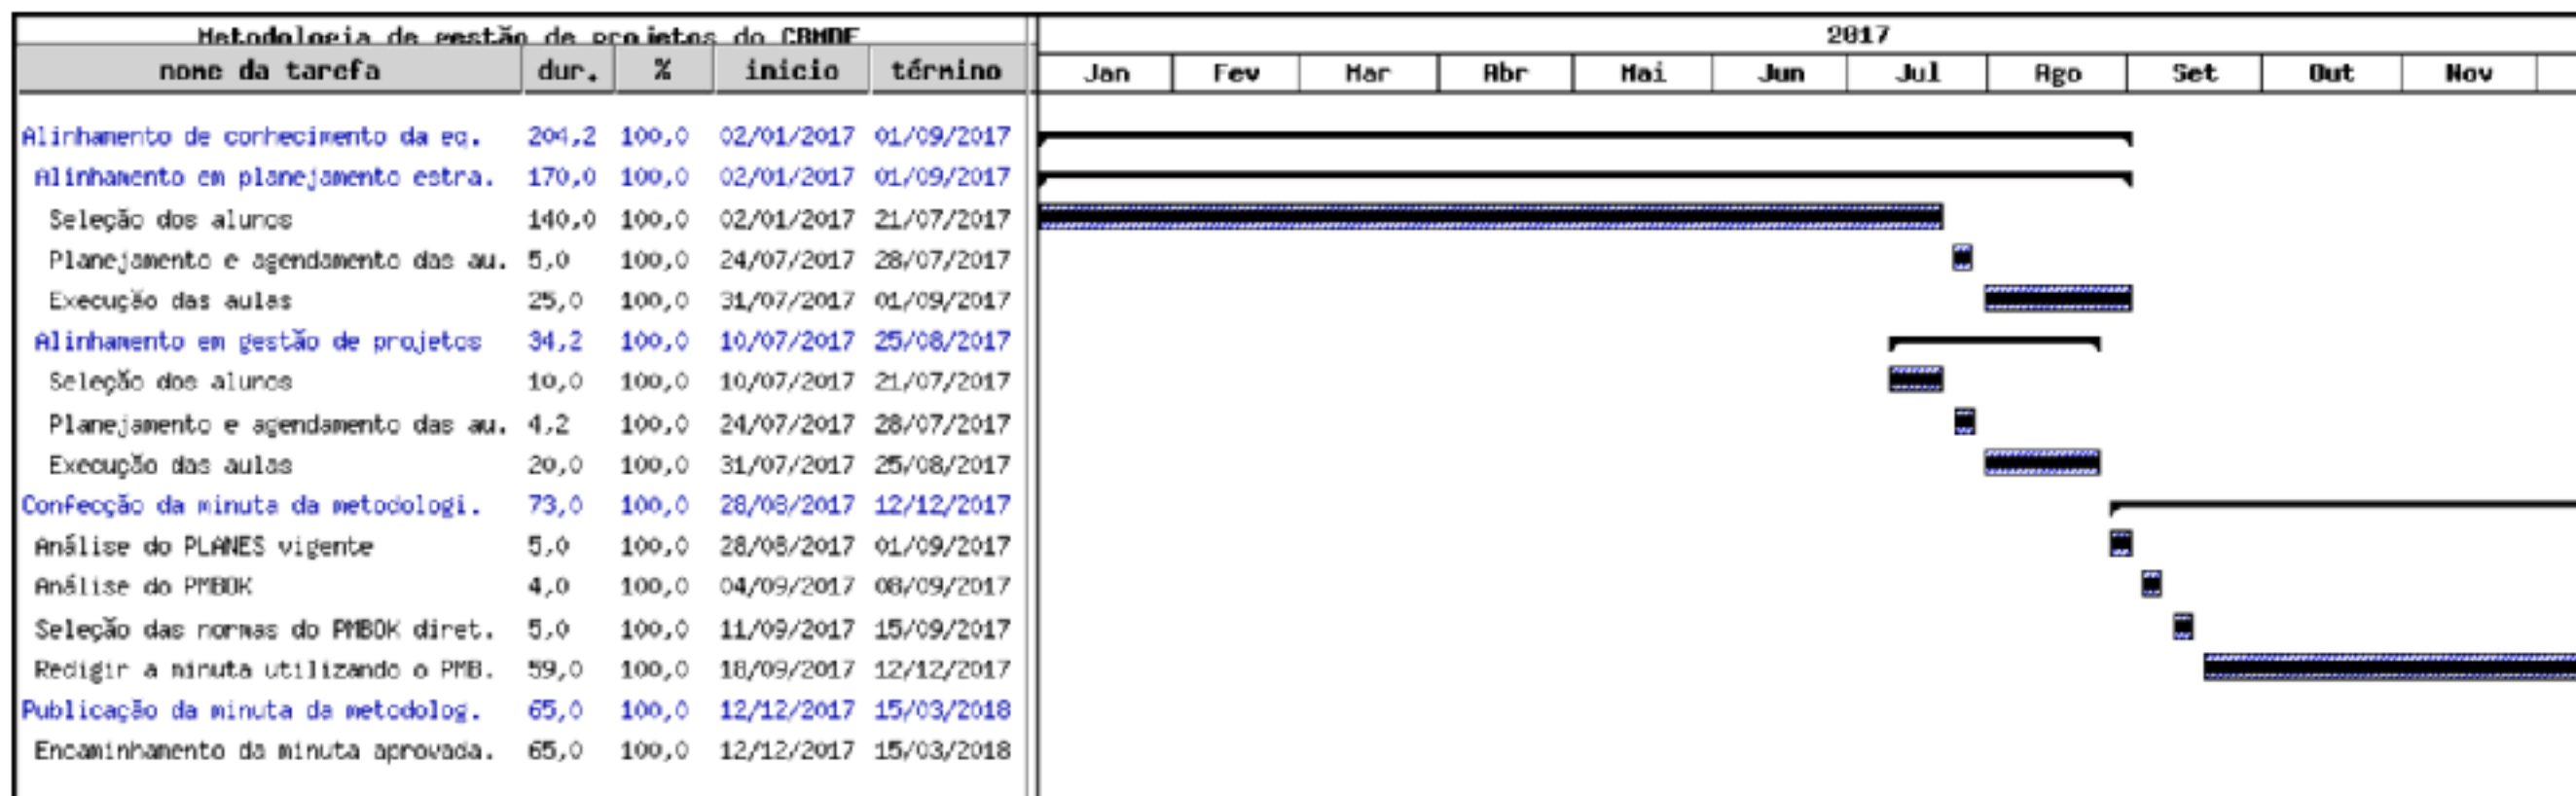 Metodologia de gestão de projetos do CBMDF
2017
nome da tarefa dur. % inicio término Jan Fev Mar Abr Mai Jun Jul Ago Set Out Nov
Alinhamento de conhecimento da eq. 204,2 100,0 02/01/2017 01/09/2017
Alinhamento em planejamento estra. 170,0 100,0 02/01/2017 01/09/2017
Seleção dos alunos 140,0 100,0 02/01/2017 21/07/2017
Planejamento e agendamento das au. 5,0 100,0 24/07/2017 28/07/2017
Execução das aulas 25,0 100,0 31/07/2017 01/09/2017
Alinhamento em gestão de projetos 34,2 100,0 10/07/2017 25/08/2017
Seleção dos alunos 10,0 100,0 10/07/2017 21/07/2017
Planejamento e agendamento das au. 4,2 100,0 24/07/2017 28/07/2017
Execução das aulas 20,0 100,0 31/07/2017 25/08/2017
Confecção da minuta da metodologi. 73,0 100,0 28/08/2017 12/12/2017
Análise do PLANES vigente 5,0 100,0 28/08/2017 01/09/2017
Análise do PMBOK 4,0 100,0 04/09/2017 08/09/2017
Seleção das normas do PMBOK diret. 5,0 100,0 11/09/2017 15/09/2017
Redigir a minuta utilizando o PMB. 59,0 100,0 18/09/2017 12/12/2017
Publicação da minuta da metodolog. 65,0 100,0 12/12/2017 15/03/2018
Encaminhamento da minuta aprovada. 65,0 100,0 12/12/2017 15/03/2018